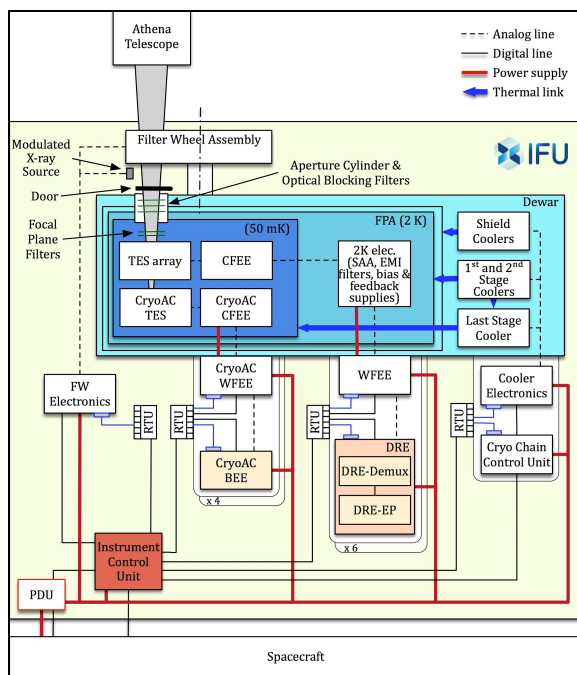 Athena
Telescope
Analog line
Digital line
Power supply
Thermal link
Modulated
X-ray
Source
Filter Wheel Assembly
X IFU
Aperture Cylinder &
Optical Blocking Filters
Door
Dewar
Focal
Plane
Filters
FPA (2 K)
(50 mK)
TES array
CFEE
2K elec.
(SAA, EMI
filters, bias &
feedback
supplies)
CryoAC
TES
CryoAC
CFEE
Shield
Coolers
1st and 2nd
Stage
Coolers
Last Stage
Cooler
FW
Electronics
RTU
RTU
CryoAC
WFEE
CryoAC
BEE
x 4
RTU
WFEE
DRE
DRE-Demux
DRE-EP
x 6
RTU
Cooler
Electronics
Cryo Chain
Control Unit
Instrument
Control
Unit
PDU
Spacecraft